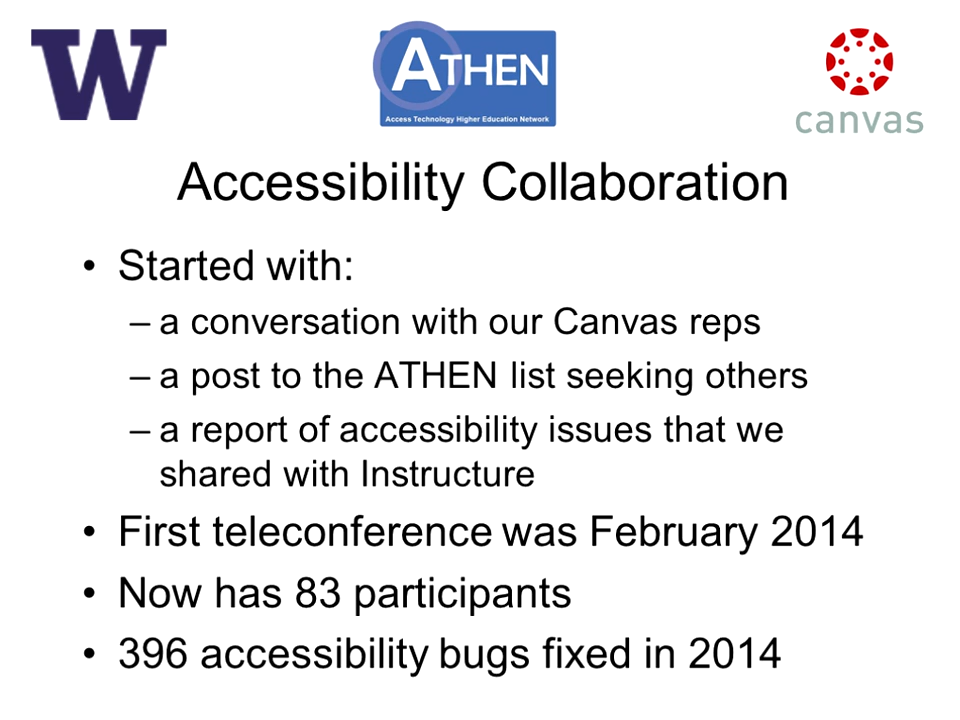 W
ATHEN
Access Technology Higher Education Network
canvas
Accessibility Collaboration
• Started with:
– a conversation with our Canvas reps
– a post to the ATHEN list seeking others
– a report of accessibility issues that we
shared with Instructure
• First teleconference was February 2014
• Now has 83 participants
• 396 accessibility bugs fixed in 2014